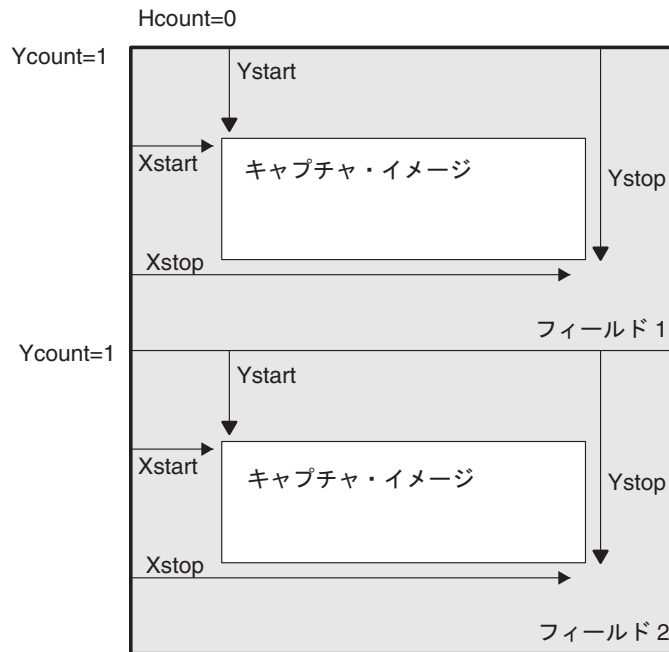 Hcount=0
Ycount=1
Ystart
Xstart
キャプチャ・イメージ
Ystop
Xstop
フィールド 1
Ycount=1
Ystart
Xstart
キャプチャ・イメージ
Ystop
Xstop
フィールド 2